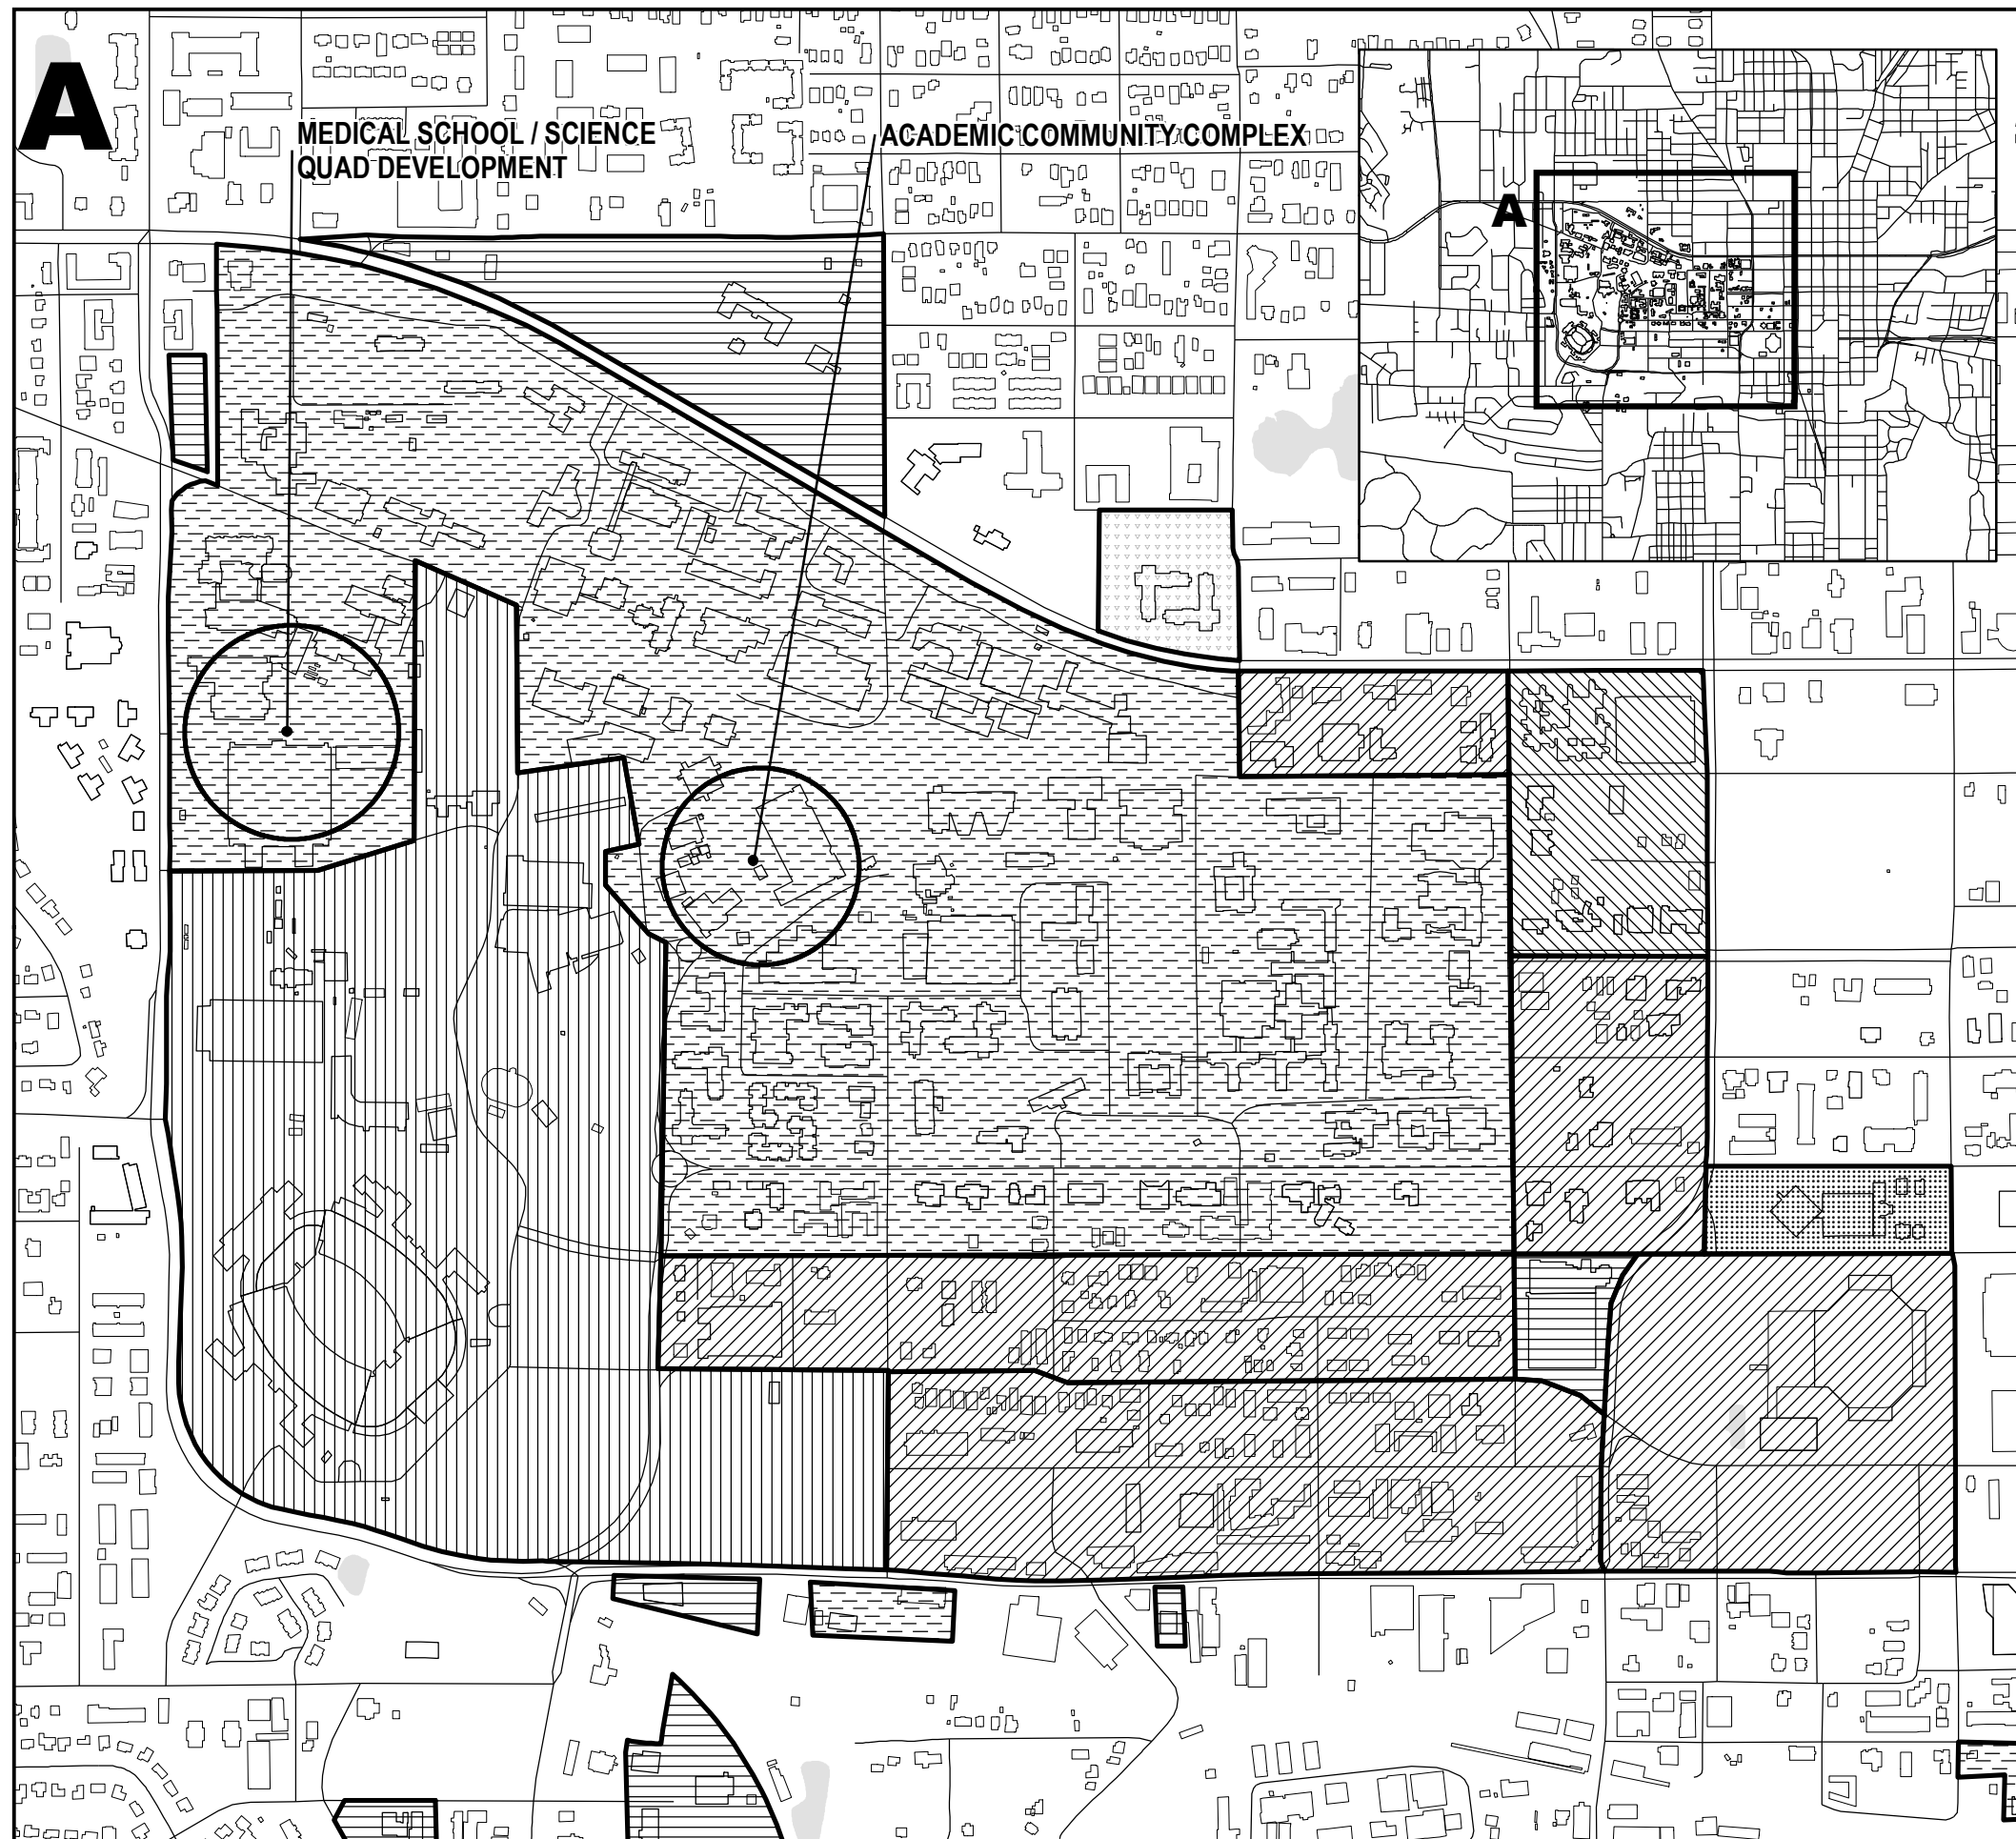 A
MEDICAL SCHOOL / SCIENCE
QUAD DEVELOPMENT
ACADEMIC COMMUNITY COMPLEX
A